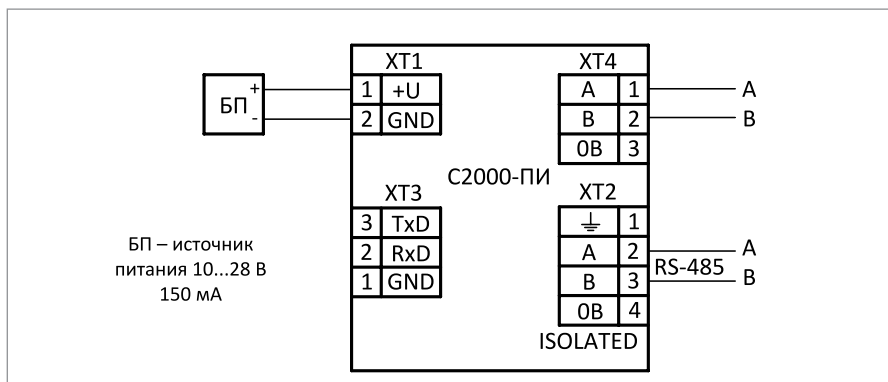 XT1
XT4
БП
+
-
1 +U
2 GND
A 1
B 2
0В 3
A
B
С2000-ПИ
XT3
XT2
3 TxD
2 RxD
1 GND
1
A 2
B 3
0В 4
RS-485
A
B
ISOLATED
БП – источник
питания 10...28 В
150 мА